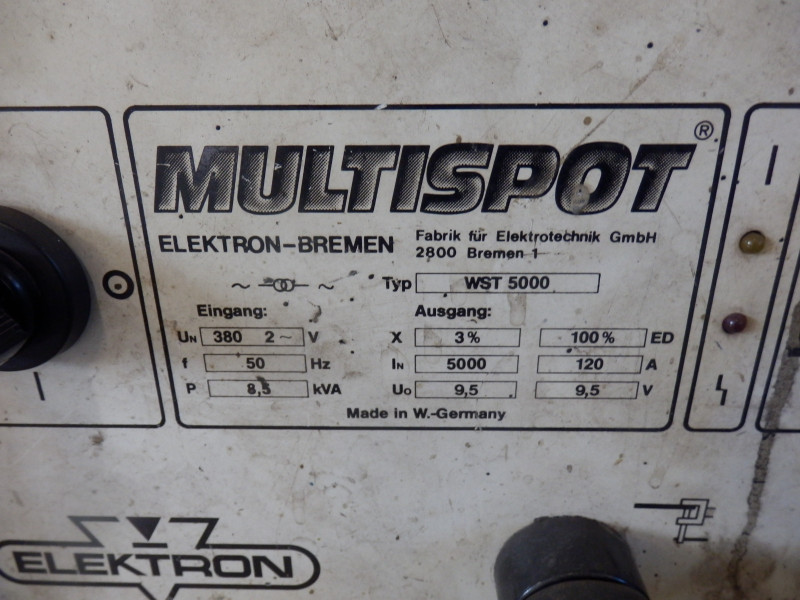 MULTISPOT ®
ELEKTRON-BREMEN Fabrik für Elektrotechnik GmbH
2800 Bremen 1
~ ~ Typ WST 5000
Eingang: Ausgang:
UN 380 2~ V X 3% 100% ED
f 50 Hz IN 5000 120 A
P 8,5 kVA Uo 9,5 9,5 V
Made in W.-Germany
ELEKTRON